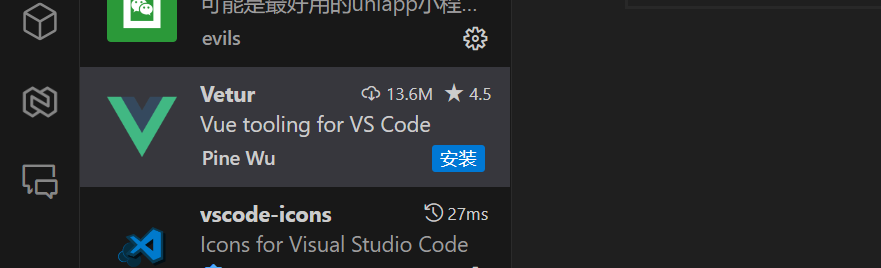 可能是最好用的uniapp小程...
evils
Vetur 13.6M 4.5
Vue tooling for VS Code
Pine Wu 安装
vscode-icons 27ms
Icons for Visual Studio Code